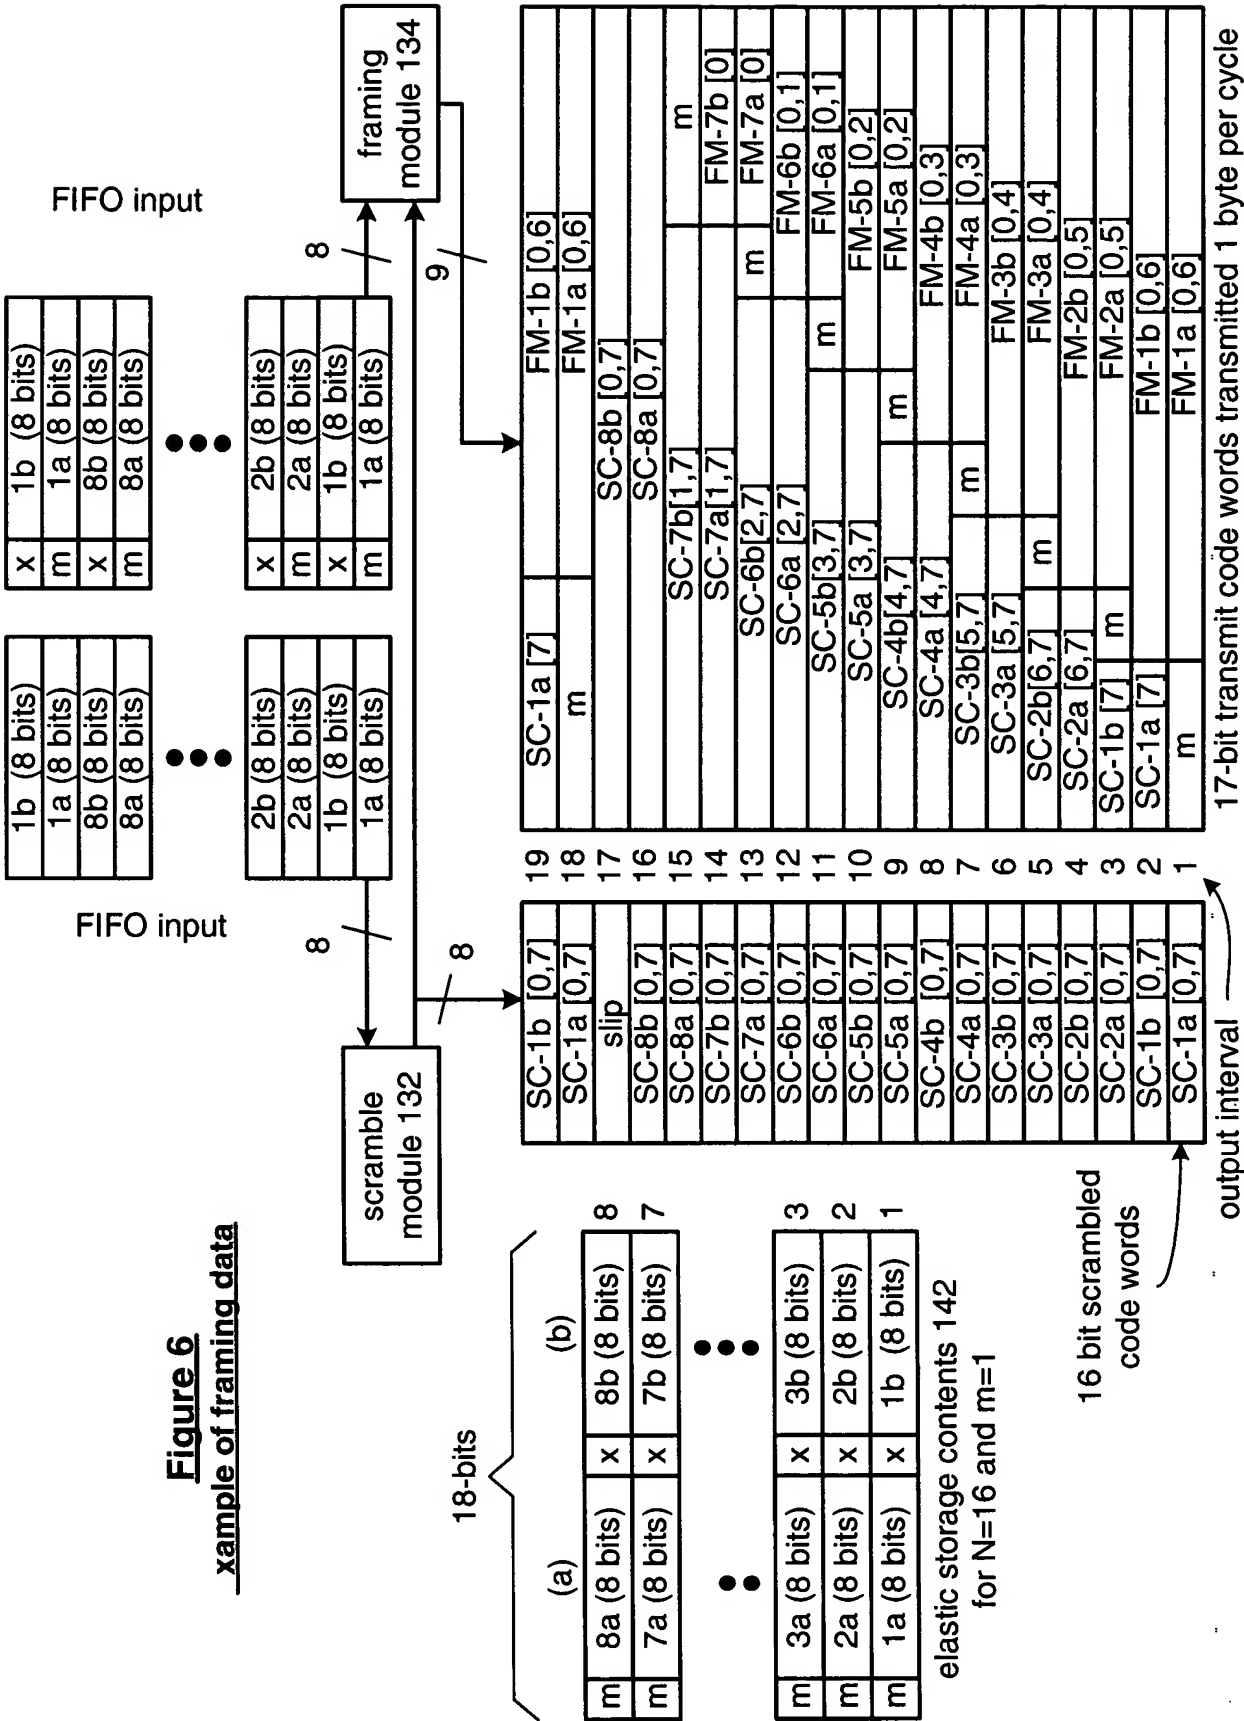 Figure 6
xample of framing data
18-bits
(a)
(b)
m 8a (8 bits) x 8b (8 bits) 8
m 7a (8 bits) x 7b (8 bits) 7
m 3a (8 bits) x 3b (8 bits) 3
m 2a (8 bits) x 2b (8 bits) 2
m 1a (8 bits) x 1b (8 bits) 1
elastic storage contents 142
for N=16 and m=1
scramble
module 132
8
8
FIFO input
1b (8 bits)
1a (8 bits)
8b (8 bits)
8a (8 bits)
2b (8 bits)
2a (8 bits)
1b (8 bits)
1a (8 bits)
FIFO input
x 1b (8 bits)
m 1a (8 bits)
x 8b (8 bits)
m 8a (8 bits)
x 2b (8 bits)
m 2a (8 bits)
x 1b (8 bits)
m 1a (8 bits)
8
9
framing
module 134
SC-1b [0,7]
SC-1a [0,7]
slip
SC-8b [0,7]
SC-8a [0,7]
SC-7b [0,7]
SC-7a [0,7]
SC-6b [0,7]
SC-6a [0,7]
SC-5b [0,7]
SC-5a [0,7]
SC-4b [0,7]
SC-4a [0,7]
SC-3b [0,7]
SC-3a [0,7]
SC-2b [0,7]
SC-2a [0,7]
SC-1b [0,7]
SC-1a [0,7]
16 bit scrambled
code words
output interval
19 SC-1a [7] FM-1b [0,6]
18 m FM-1a [0,6]
17 SC-8b [0,7]
16 SC-8a [0,7]
15 SC-7b[1,7] m
14 SC-7a[1,7] FM-7b [0]
13 SC-6b[2,7] m FM-7a [0]
12 SC-6a [2,7] FM-6b [0,1]
11 SC-5b[3,7] m FM-6a [0,1]
10 SC-5a [3,7] FM-5b [0,2]
9 SC-4b[4,7] m FM-5a [0,2]
8 SC-4a [4,7] FM-4b [0,3]
7 SC-3b[5,7] m FM-4a [0,3]
6 SC-3a [5,7] FM-3b [0,4]
5 SC-2b[6,7] m FM-3a [0,4]
4 SC-2a [6,7] FM-2b [0,5]
3 SC-1b [7] m FM-2a [0,5]
2 SC-1a [7] FM-1b [0,6]
1 m FM-1a [0,6]
17-bit transmit code words transmitted 1 byte per cycle